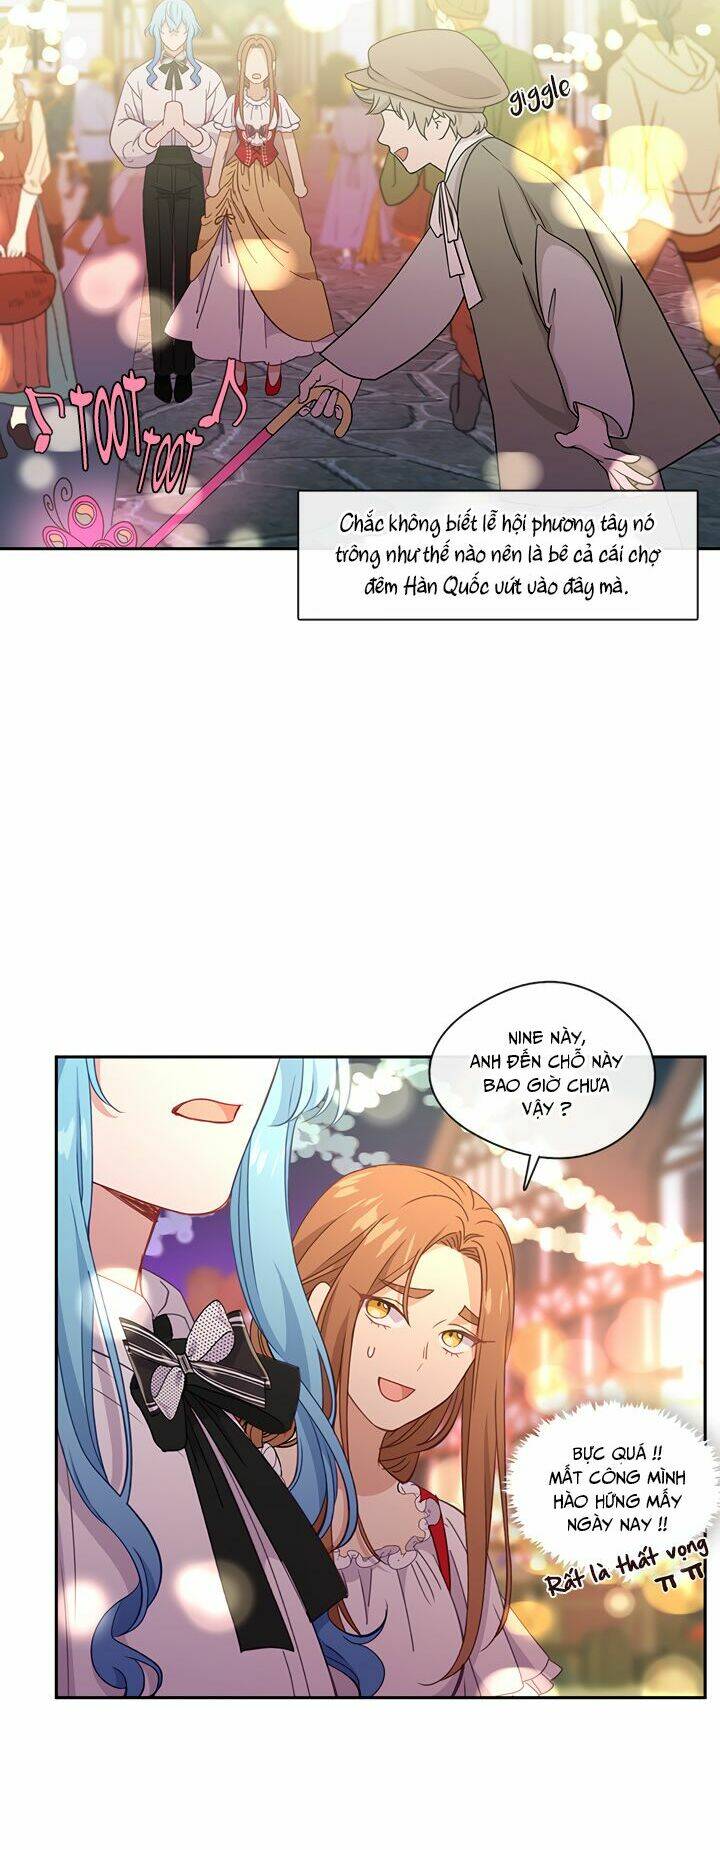 giggle
TOOT
TOOT
Chắc không biết lễ hội phương tây nó
trông như thế nào nên là bê cả cái chợ
đêm Hàn Quốc vứt vào đây mà.
NINE NÀY,
ANH ĐẾN CHỖ NÀY
BAO GIỜ CHƯA
VẬY ?
BỰC QUÁ !!
MẤT CÔNG MÌNH
HÀO HỨNG MẤY
NGÀY NAY !!
Rất là thất vọng
ㅠㅠ